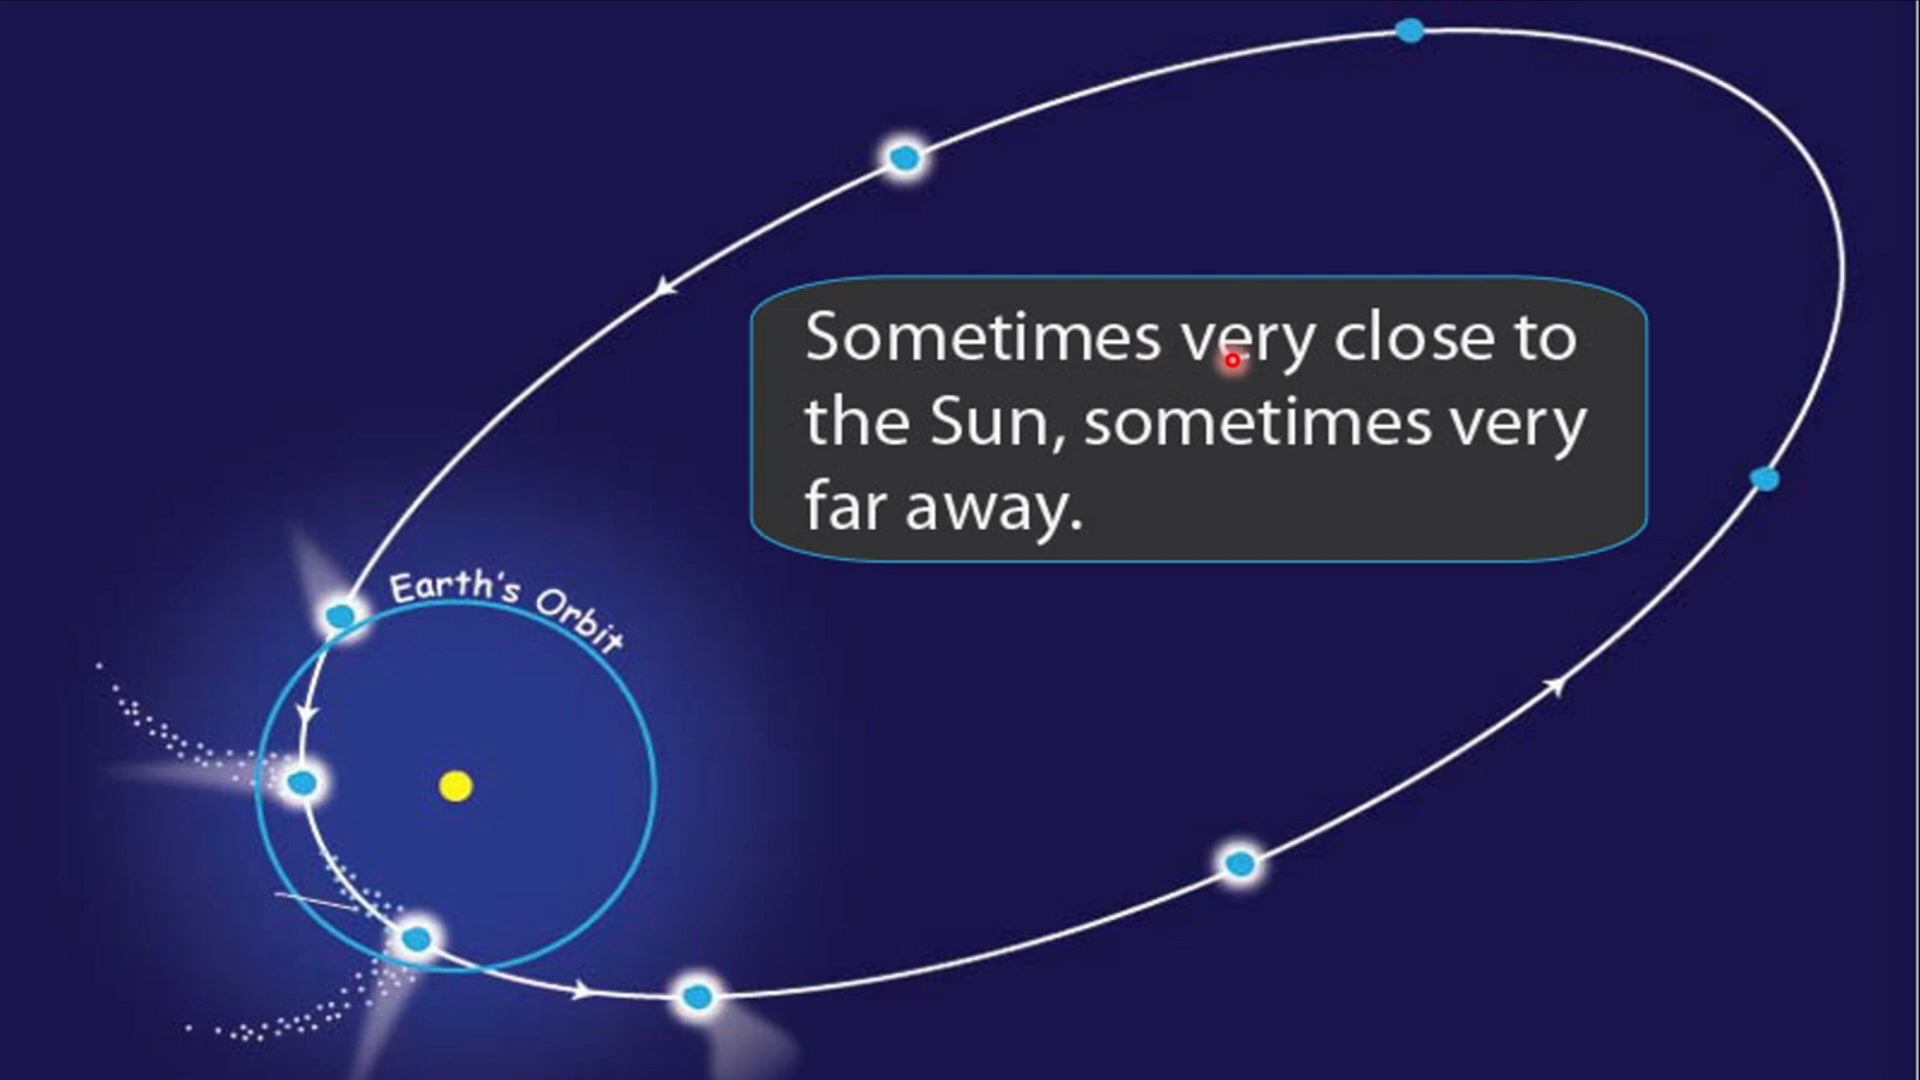 Sometimes very close to
the Sun, sometimes very
far away.
Earth's Orbit